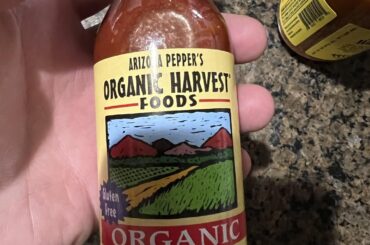 ARIZONA PEPPER'S
ORGANIC HARVEST
FOODS
Gluten
Free
ORGANIC